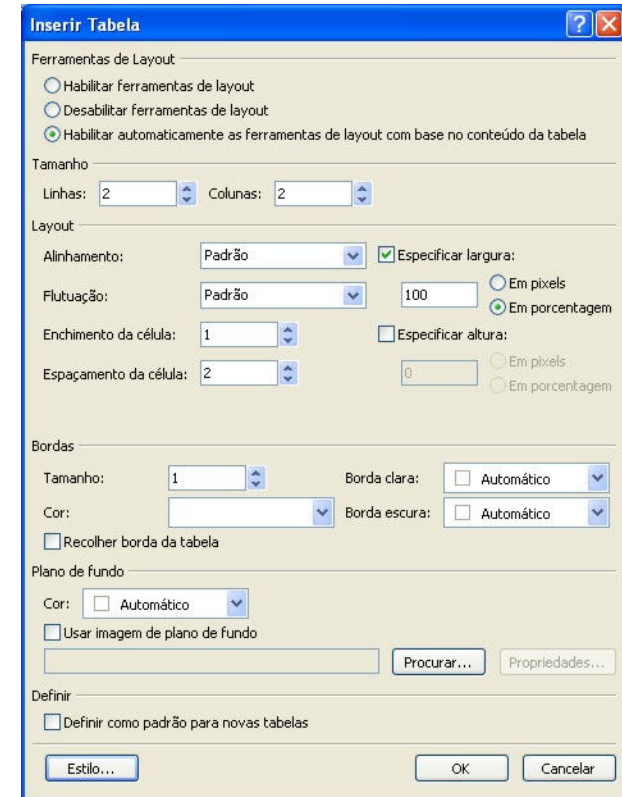 Inserir Tabela
Ferramentas de Layout
Habilitar ferramentas de layout
Desabilitar ferramentas de layout
Habilitar automaticamente as ferramentas de layout com base no conteúdo da tabela
Tamanho
Linhas: 2 Colunas: 2
Layout
Alinhamento: Padrão Especificar largura:
Flutuação: Padrão 100 Em pixels
Em porcentagem
Enchimento da célula: 1 Especificar altura:
Espaçamento da célula: 2 0 Em pixels
Em porcentagem
Bordas
Tamanho: 1 Borda clara: Automático
Cor: Borda escura: Automático
Recolher borda da tabela
Plano de fundo
Cor: Automático
Usar imagem de plano de fundo
Procurar... Propriedades...
Definir
Definir como padrão para novas tabelas
Estilo... OK Cancelar